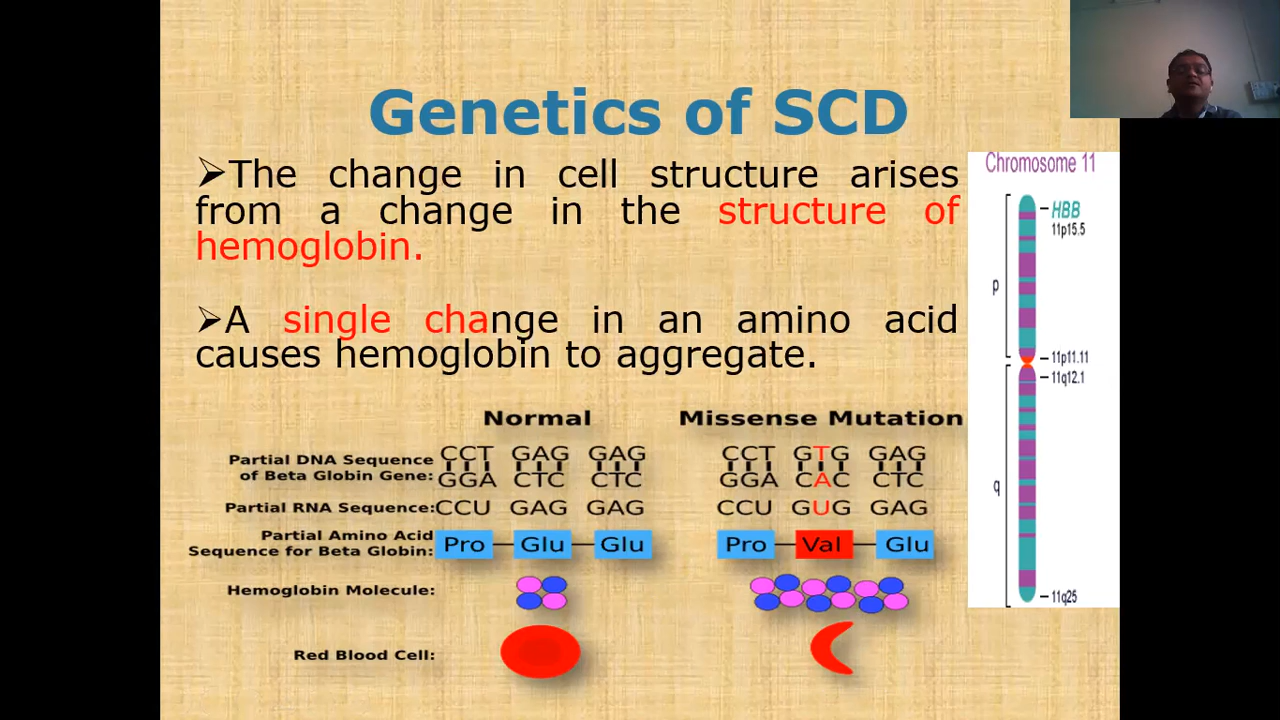 Genetics of SCD
➢The change in cell structure arises
from a change in the structure of
hemoglobin.
➢A single change in an amino acid
causes hemoglobin to aggregate.
Normal
Missense Mutation
Partial DNA Sequence
of Beta Globin Gene:
CCT GAG GAG
GGA CTC CTC
CCT GTG GAG
GGA CAC CTC
Partial RNA Sequence:
CCU GAG GAG
CCU GUG GAG
Partial Amino Acid
Sequence for Beta Globin:
Pro Glu Glu
Pro Val Glu
Hemoglobin Molecule:
Red Blood Cell:
Chromosome 11
HBB
11p15.5
p
11p11.11
11q12.1
q
11q25